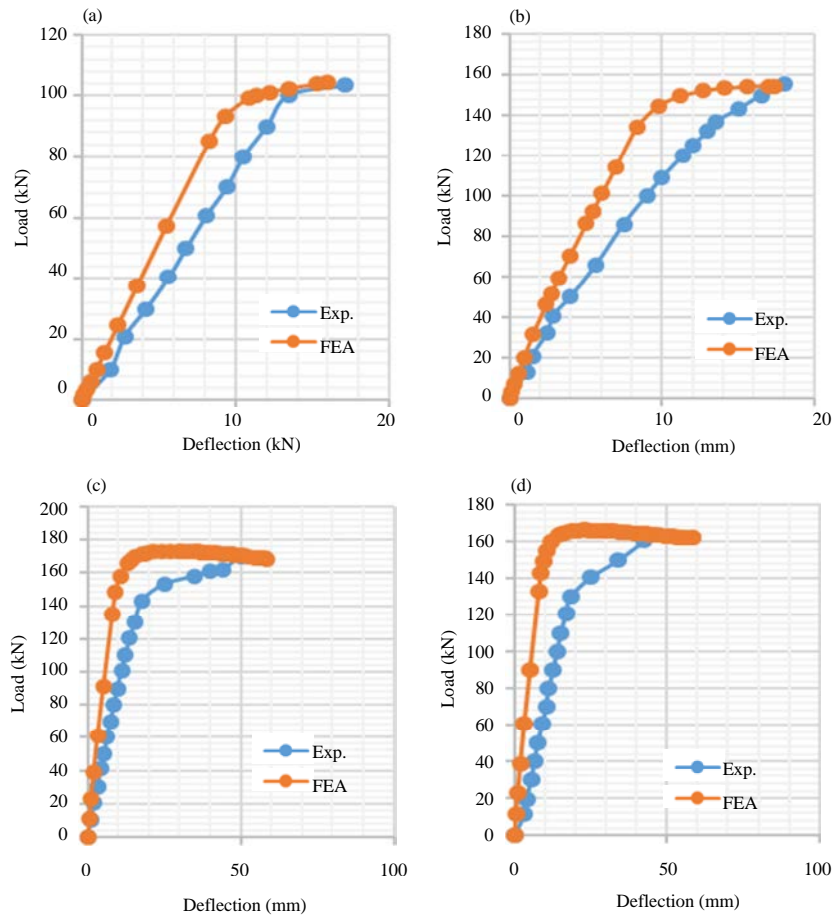 (a)
120
100
80
60
40
20
0
Load (kN)
0 10 20
Deflection (kN)
Exp.
FEA
(b)
180
160
140
120
100
80
60
40
20
0
Load (kN)
0 10 20
Deflection (mm)
Exp.
FEA
(c)
200
180
160
140
120
100
80
60
40
20
0
Load (kN)
0 50 100
Deflection (mm)
Exp.
FEA
(d)
180
160
140
120
100
80
60
40
20
0
Load (kN)
0 50 100
Deflection (mm)
Exp.
FEA